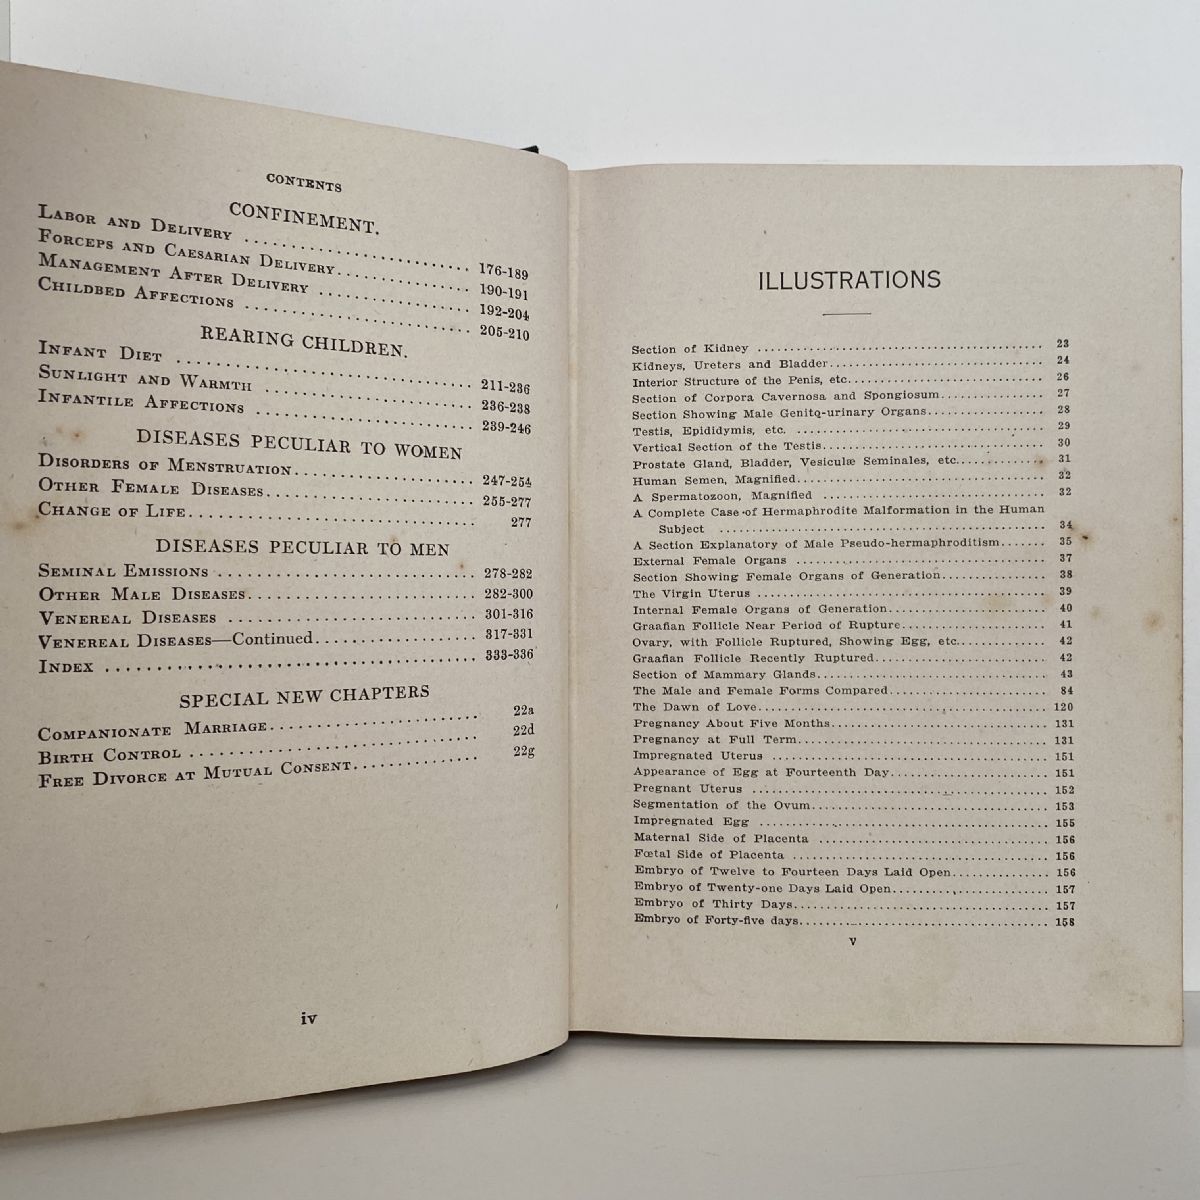 CONTENTS
CONFINEMENT.
LABOR AND DELIVERY ........................ 176-189
FORCEPS AND CAESARIAN DELIVERY.............. 190-191
MANAGEMENT AFTER DELIVERY ................ 192-204
CHILDBED AFFECTIONS ........................ 205-210
REARING CHILDREN.
INFANT DIET .............................. 211-236
SUNLIGHT AND WARMTH ...................... 236-238
INFANTILE AFFECTIONS ...................... 239-246
DISEASES PECULIAR TO WOMEN
DISORDERS OF MENSTRUATION.................. 247-254
OTHER FEMALE DISEASES...................... 255-277
CHANGE OF LIFE............................ 277
DISEASES PECULIAR TO MEN
SEMINAL EMISSIONS ........................ 278-282
OTHER MALE DISEASES...................... 282-300
VENEREAL DISEASES ........................ 301-316
VENEREAL DISEASES—Continued................ 317-331
INDEX .................................... 333-336
SPECIAL NEW CHAPTERS
COMPANIONATE MARRIAGE...................... 22a
BIRTH CONTROL ............................ 22d
FREE DIVORCE AT MUTUAL CONSENT.............. 22g
iv
ILLUSTRATIONS
Section of Kidney .................................... 23
Kidneys, Ureters and Bladder........................ 24
Interior Structure of the Penis, etc.................... 26
Section of Corpora Cavernosa and Spongiosum.......... 27
Section Showing Male Genito-urinary Organs............ 28
Testis, Epididymis, etc. .............................. 29
Vertical Section of the Testis........................ 30
Prostate Gland, Bladder, Vesiculæ Seminales, etc........ 31
Human Semen, Magnified............................ 32
A Spermatozoon, Magnified .......................... 32
A Complete Case of Hermaphrodite Malformation in the Human
Subject ........................................ 34
A Section Explanatory of Male Pseudo-hermaphroditism...... 35
External Female Organs .............................. 37
Section Showing Female Organs of Generation............ 38
The Virgin Uterus .................................. 39
Internal Female Organs of Generation.................. 40
Graafian Follicle Near Period of Rupture................ 41
Ovary, with Follicle Ruptured, Showing Egg, etc.......... 42
Graafian Follicle Recently Ruptured.................... 42
Section of Mammary Glands.......................... 43
The Male and Female Forms Compared.................. 84
The Dawn of Love.................................. 120
Pregnancy About Five Months........................ 131
Pregnancy at Full Term.............................. 131
Impregnated Uterus ................................ 151
Appearance of Egg at Fourteenth Day.................. 151
Pregnant Uterus .................................... 152
Segmentation of the Ovum............................ 153
Impregnated Egg .................................. 155
Maternal Side of Placenta ............................ 156
Fœtal Side of Placenta .............................. 156
Embryo of Twelve to Fourteen Days Laid Open............ 156
Embryo of Twenty-one Days Laid Open.................. 157
Embryo of Thirty Days.............................. 157
Embryo of Forty-five days............................ 158
v